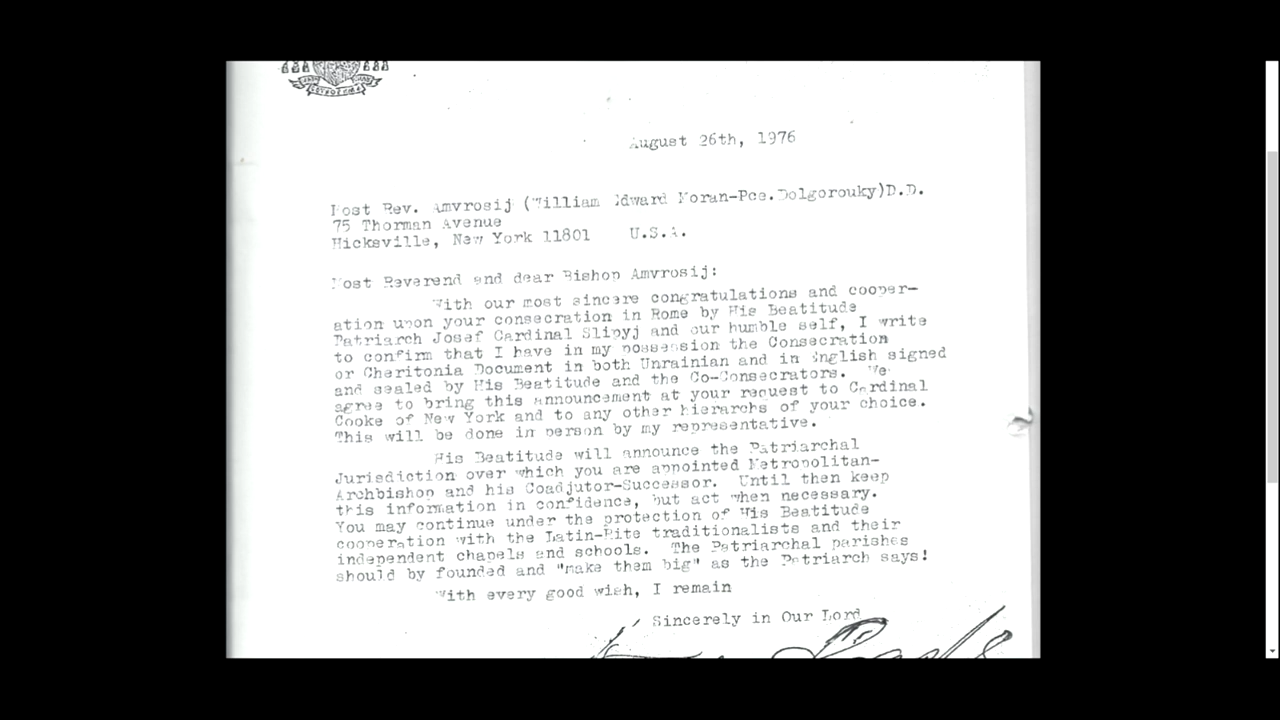 August 26th, 1976
Most Rev. Amvrosij (William Edward Moran-Pce.Dolgorouky)D.D.
75 Thorman Avenue
Hicksville, New York 11801 U.S.A.
Most Reverend and dear Bishop Amvrosij:
With our most sincere congratulations and cooper-
ation upon your consecration in Rome by His Beatitude
Patriarch Josef Cardinal Slipyj and our humble self, I write
to confirm that I have in my possession the Consecration
or Cheritonia Document in both Unrainian and in English signed
and sealed by His Beatitude and the Co-Consecrators. We
agree to bring this announcement at your request to Cardinal
Cooke of New York and to any other hierarchs of your choice.
This will be done in person by my representative.
His Beatitude will announce the Patriarchal
Jurisdiction over which you are appointed Metropolitan-
Archbishop and his Coadjutor-Successor. Until then keep
this information in confidence, but act when necessary.
You may continue under the protection of His Beatitude
cooperation with the Latin-Rite traditionalists and their
independent chapels and schools. The Patriarchal parishes
should by founded and "make them big" as the Patriarch says!
With every good wish, I remain
Sincerely in Our Lord